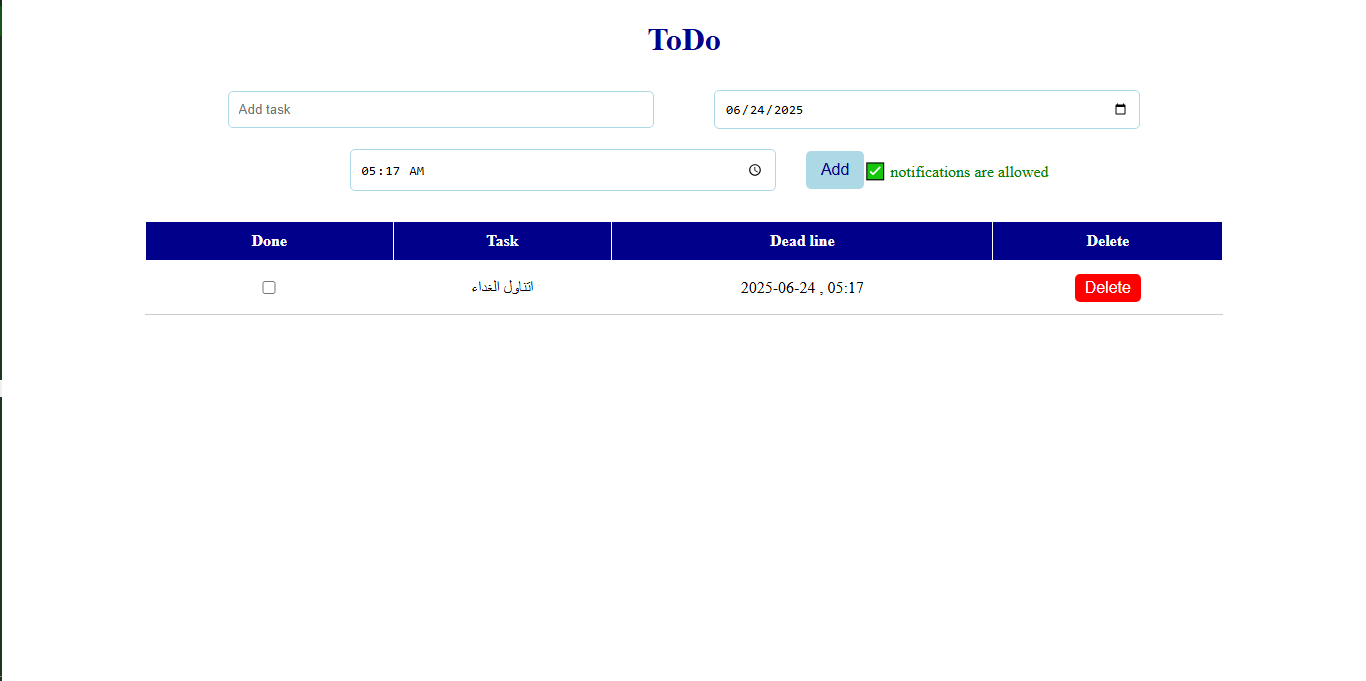 ToDo
Add task
06/24/2025
05:17 AM
Add
notifications are allowed
Done Task Dead line Delete
اتناول الغداء 2025-06-24 , 05:17 Delete